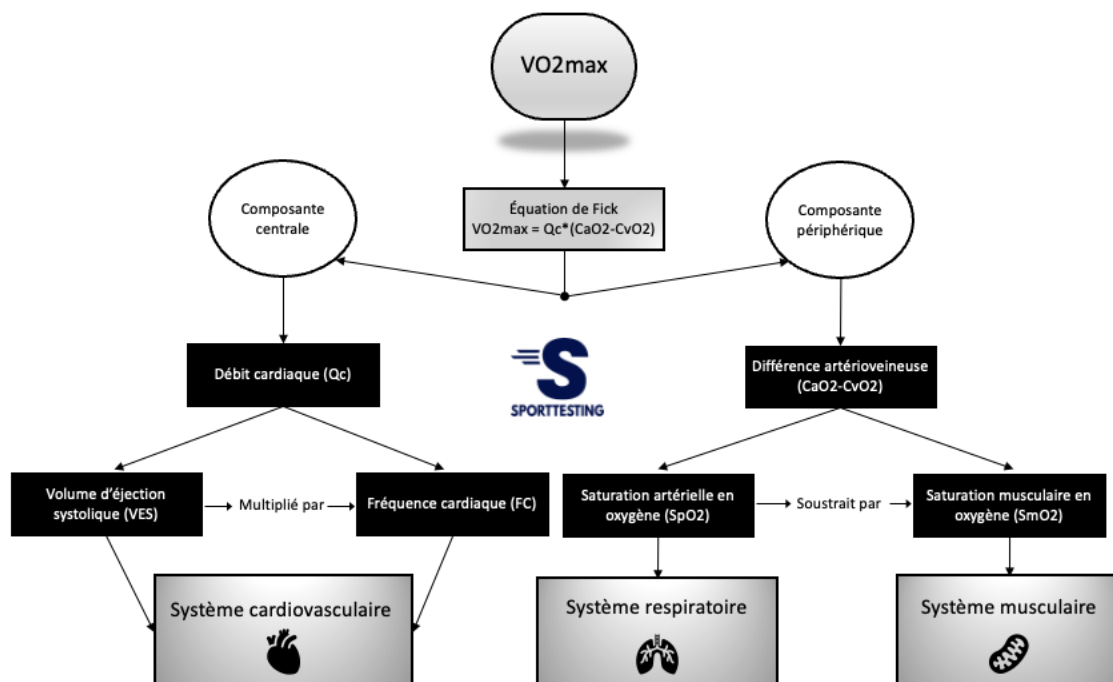 VO2max
Composante
centrale
Équation de Fick
VO2max = Qc*(CaO2-CvO2)
Composante
périphérique
S
SPORTTESTING
Débit cardiaque (Qc)
Différence artérioveineuse
(CaO2-CvO2)
Volume d'éjection
systolique (VES)
Multiplié par
Fréquence cardiaque (FC)
Saturation artérielle en
oxygène (SpO2)
Soustrait par
Saturation musculaire en
oxygène (SmO2)
Système cardiovasculaire
Système respiratoire
Système musculaire